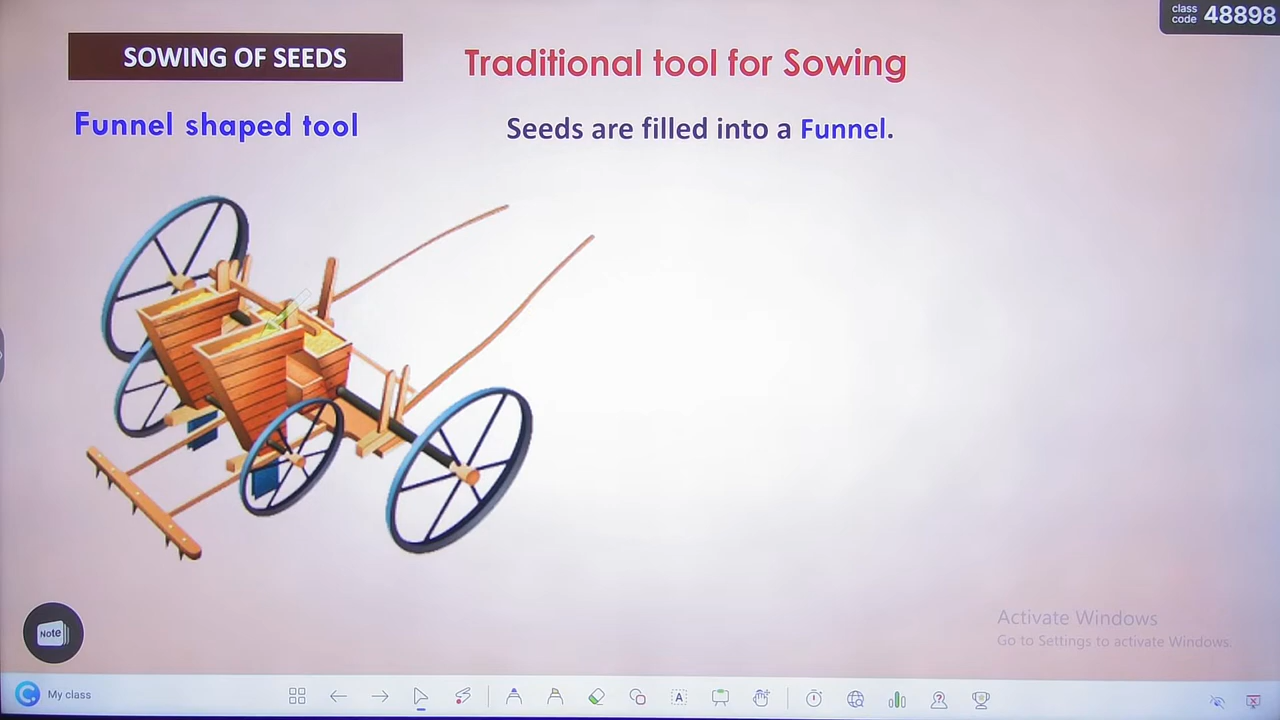 class
code 48898
SOWING OF SEEDS
Traditional tool for Sowing
Funnel shaped tool
Seeds are filled into a Funnel.
Activate Windows
Go to Settings to activate Windows.
Note
My class
A